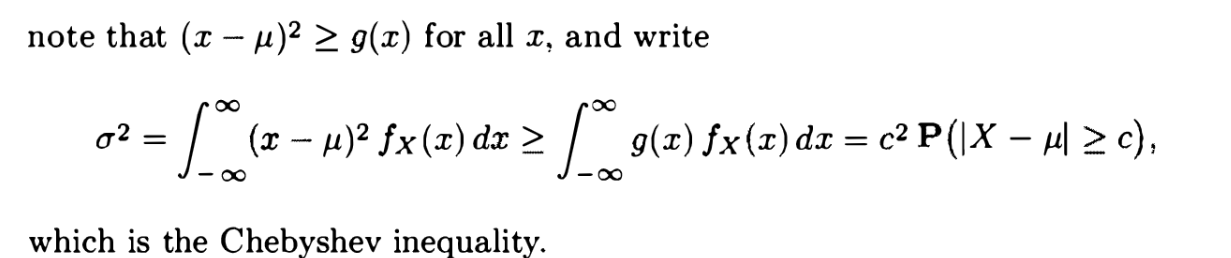 note that (x − μ)² ≥ g(x) for all x, and write
σ² = ∫_{−∞}^{∞} (x − μ)² f_X(x) dx ≥ ∫_{−∞}^{∞} g(x) f_X(x) dx = c² P(|X − μ| ≥ c),
which is the Chebyshev inequality.